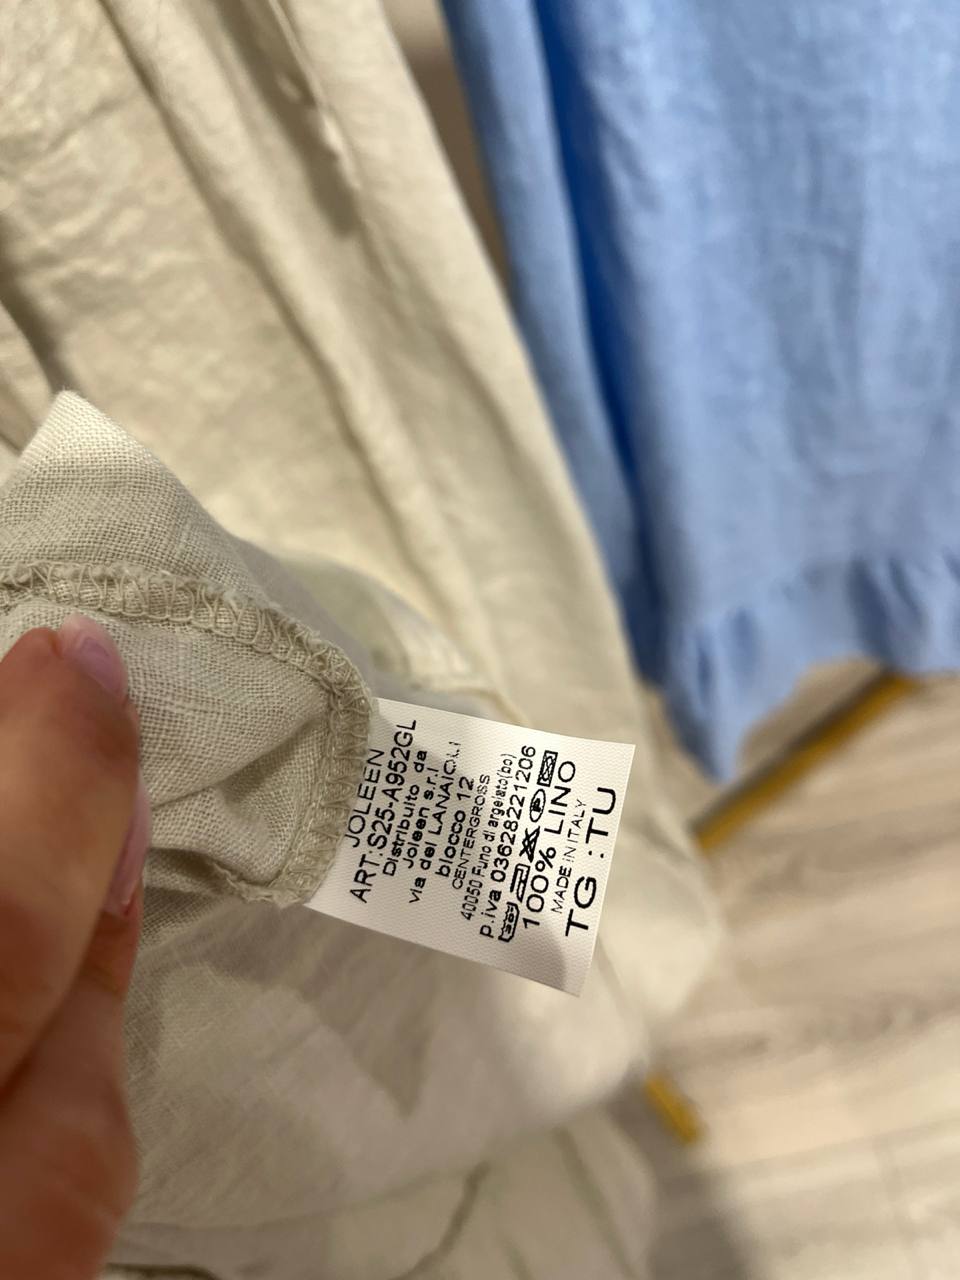 JOLEEN
ART:S25-A952GL
Distribuito da
Joleen s.r.l
via dei LANAIOLI
blocco 12
CENTERGROSS
40050 Funo di argelato(bo)
p.iva 03628221206
100% LINO
MADE IN ITALY
TG : TU